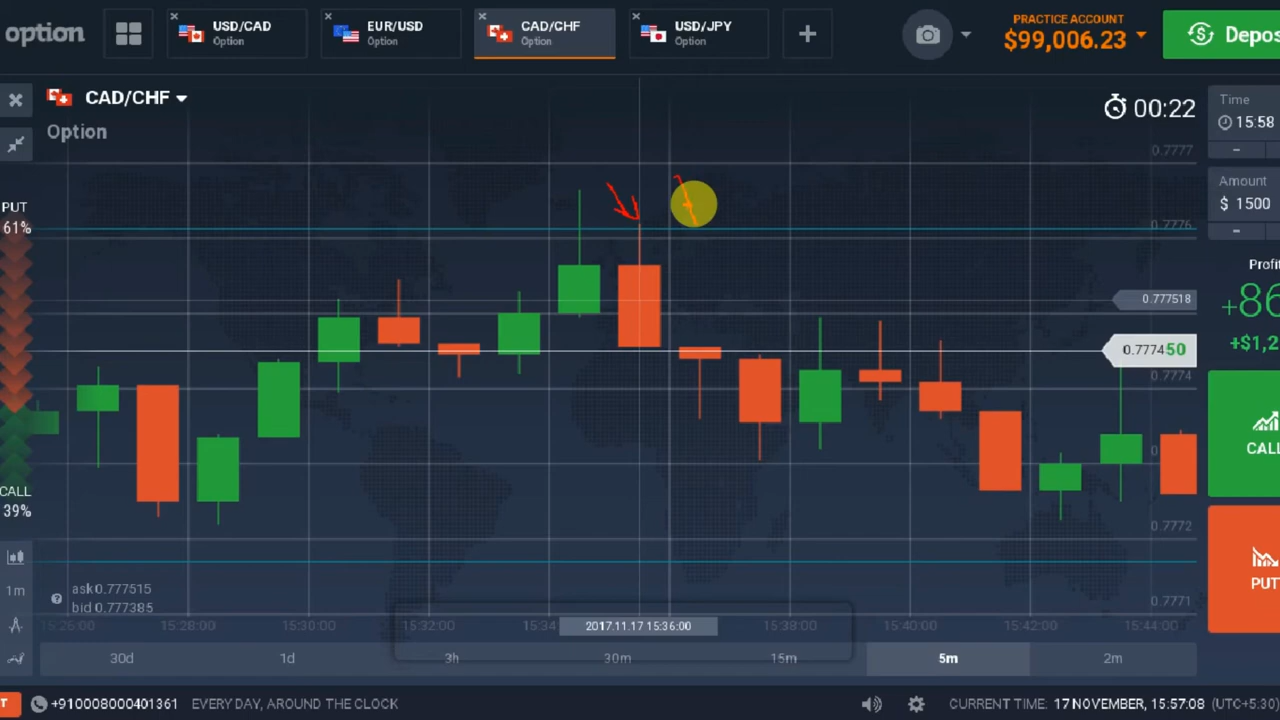 option
USD/CAD
Option
EUR/USD
Option
CAD/CHF
Option
USD/JPY
Option
PRACTICE ACCOUNT
$99,006.23
Depos
CAD/CHF
Option
00:22
Time
15:58
Amount
$ 1500
Profit
+86
+$1,2
CALL
PUT
PUT
61%
CALL
39%
0.7777
0.7776
0.777518
0.777450
0.7774
0.7772
0.7771
1m
ask 0.777515
bid 0.777385
15:26:00
15:28:00
15:30:00
15:32:00
15:34
2017.11.17 15:36:00
15:38:00
15:40:00
15:42:00
15:44:00
30d
1d
3h
30m
15m
5m
2m
T
+910008000401361
EVERY DAY, AROUND THE CLOCK
CURRENT TIME: 17 NOVEMBER, 15:57:08 (UTC+5:30)